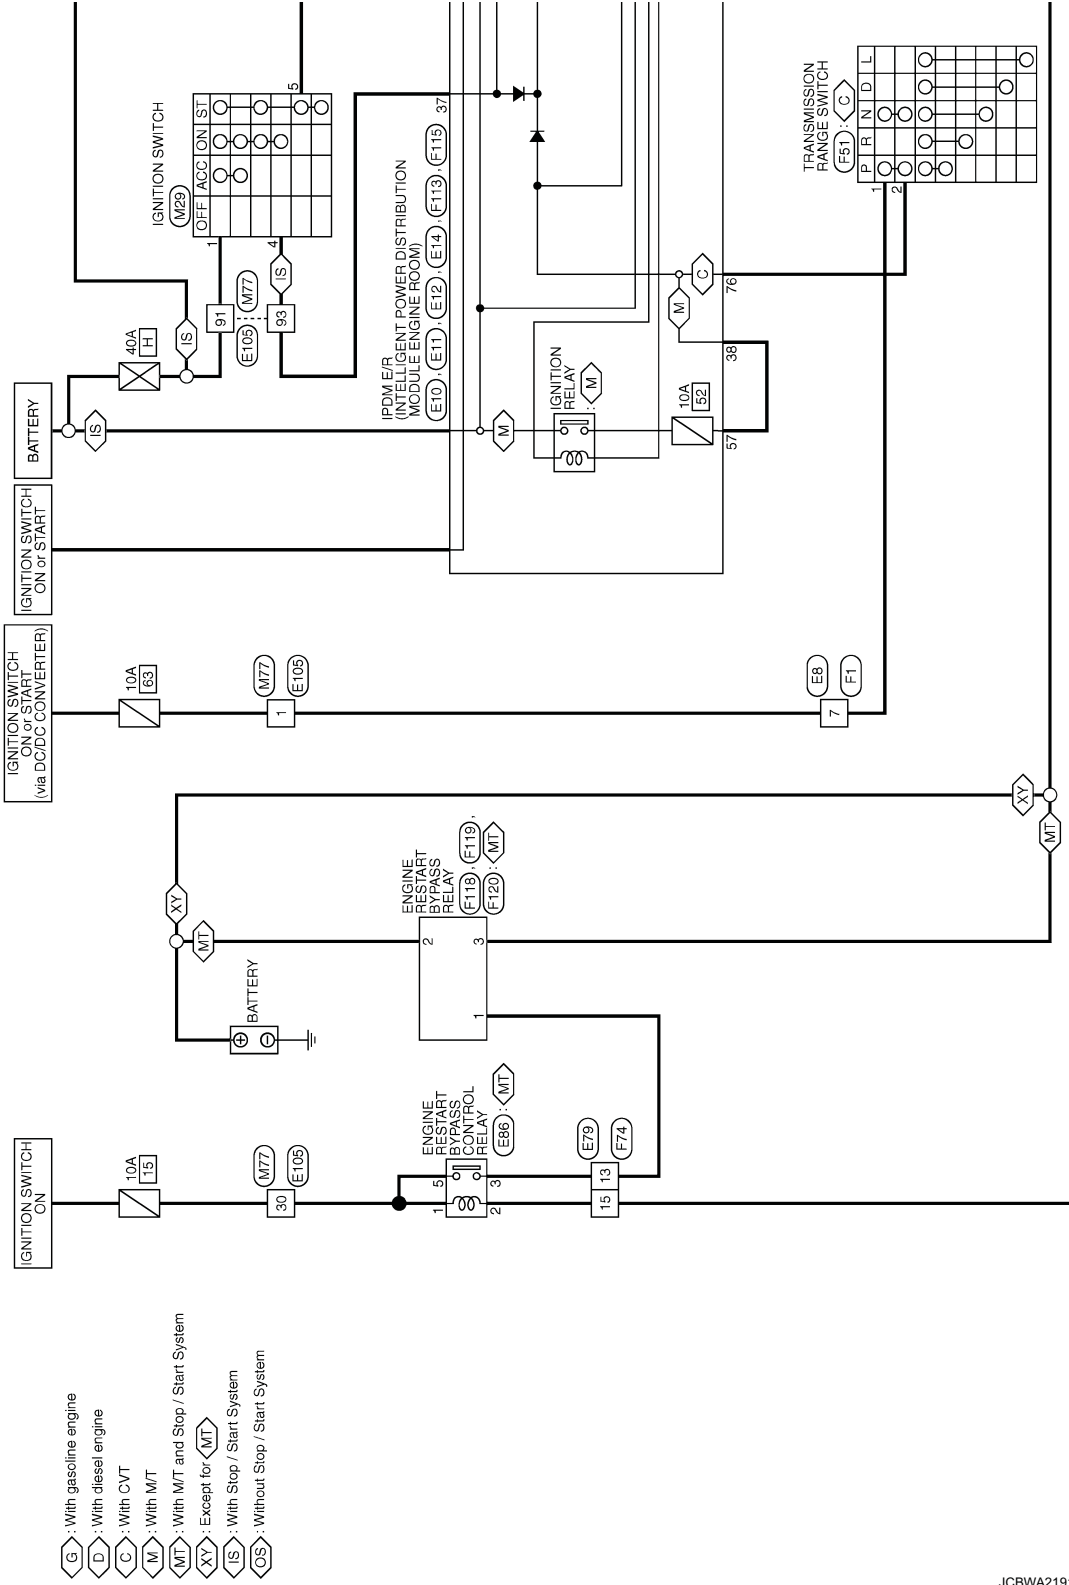 G : With gasoline engine
D : With diesel engine
C : With CVT
M : With M/T
MT : With M/T and Stop / Start System
XY : Except for MT
IS : With Stop / Start System
OS : Without Stop / Start System
IGNITION SWITCH
ON
10A
15
M77
30
E105
ENGINE
RESTART
BYPASS
CONTROL
RELAY
E86 : MT
1
5
2
3
E79
15
13
F74
BATTERY
XY
MT
ENGINE
RESTART
BYPASS
RELAY
F118 , F119 ,
F120 : MT
2
1
3
XY
MT
IGNITION SWITCH
ON or START
(via DC/DC CONVERTER)
10A
63
M77
1
E105
E8
7
F1
IGNITION SWITCH
ON or START
BATTERY
IS
40A
H
IS
IGNITION SWITCH
M29
OFF
ACC
ON
ST
1
4
5
IS
M77
91
93
E105
IPDM E/R
(INTELLIGENT POWER DISTRIBUTION
MODULE ENGINE ROOM)
E10 , E11 , E12 , E14 , F113 , F115
37
M
IGNITION
RELAY
: M
10A
52
57
38
76
M
C
TRANSMISSION
RANGE SWITCH
F51 : C
P
R
N
D
L
1
2